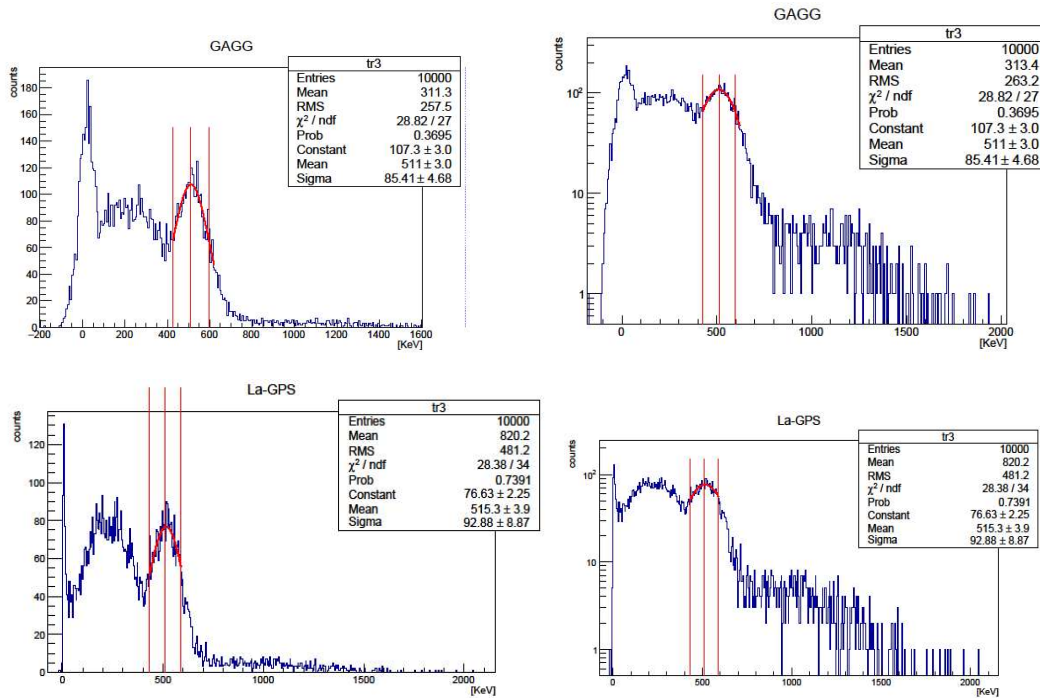 GAGG
counts
tr3
Entries 10000
Mean 311.3
RMS 257.5
χ² / ndf 28.82 / 27
Prob 0.3695
Constant 107.3 ± 3.0
Mean 511 ± 3.0
Sigma 85.41 ± 4.68
180
160
140
120
100
80
60
40
20
0
-200 0 200 400 600 800 1000 1200 1400 1600
[KeV]
GAGG
counts
tr3
Entries 10000
Mean 313.4
RMS 263.2
χ² / ndf 28.82 / 27
Prob 0.3695
Constant 107.3 ± 3.0
Mean 511 ± 3.0
Sigma 85.41 ± 4.68
10²
10
1
0 500 1000 1500 2000
[KeV]
La-GPS
counts
tr3
Entries 10000
Mean 820.2
RMS 481.2
χ² / ndf 28.38 / 34
Prob 0.7391
Constant 76.63 ± 2.25
Mean 515.3 ± 3.9
Sigma 92.88 ± 8.87
120
100
80
60
40
20
0
0 500 1000 1500 2000
[KeV]
La-GPS
counts
tr3
Entries 10000
Mean 820.2
RMS 481.2
χ² / ndf 28.38 / 34
Prob 0.7391
Constant 76.63 ± 2.25
Mean 515.3 ± 3.9
Sigma 92.88 ± 8.87
10²
10
1
0 500 1000 1500 2000
[KeV]